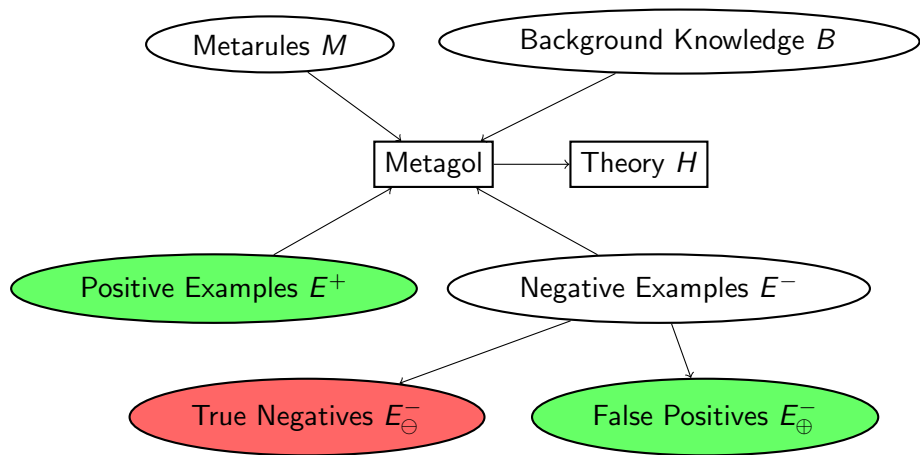 Metarules M
Background Knowledge B
Metagol
Theory H
Positive Examples E⁺
Negative Examples E⁻
True Negatives E⊖⁻
False Positives E⊕⁻